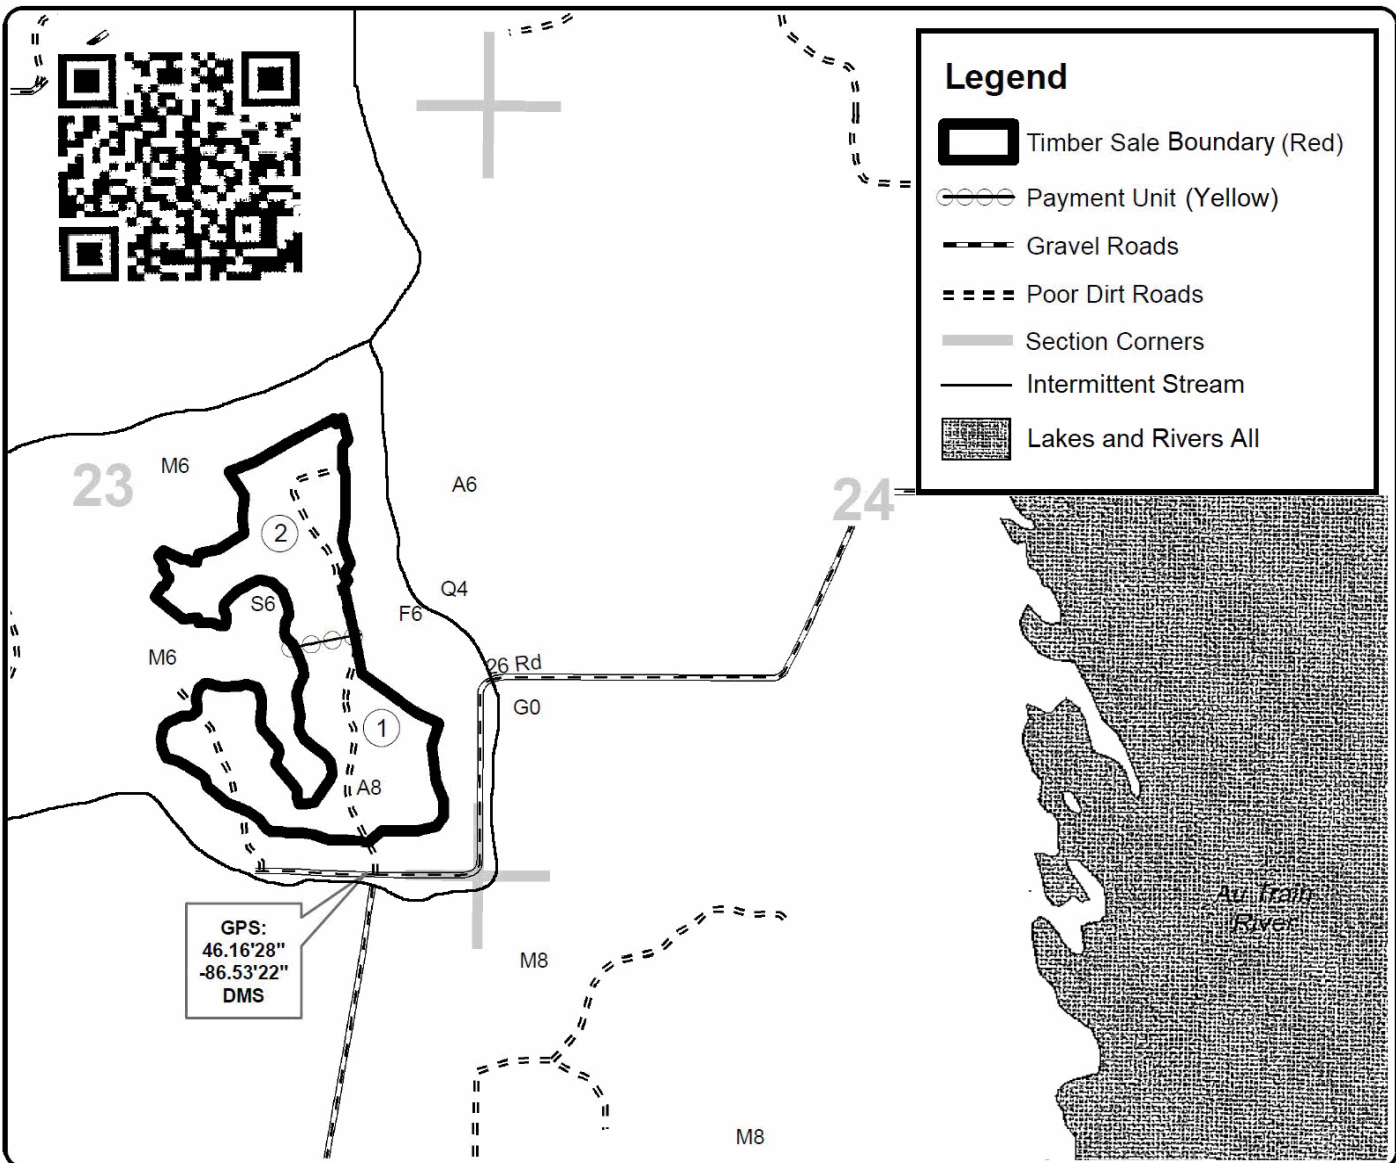 Legend
Timber Sale Boundary (Red)
Payment Unit (Yellow)
Gravel Roads
Poor Dirt Roads
Section Corners
Intermittent Stream
Lakes and Rivers All
23
M6
A6
24
2
Q4
S6
F6
M6
26 Rd
G0
1
A8
Au Train
River
GPS:
46.16'28"
-86.53'22"
DMS
M8
M8